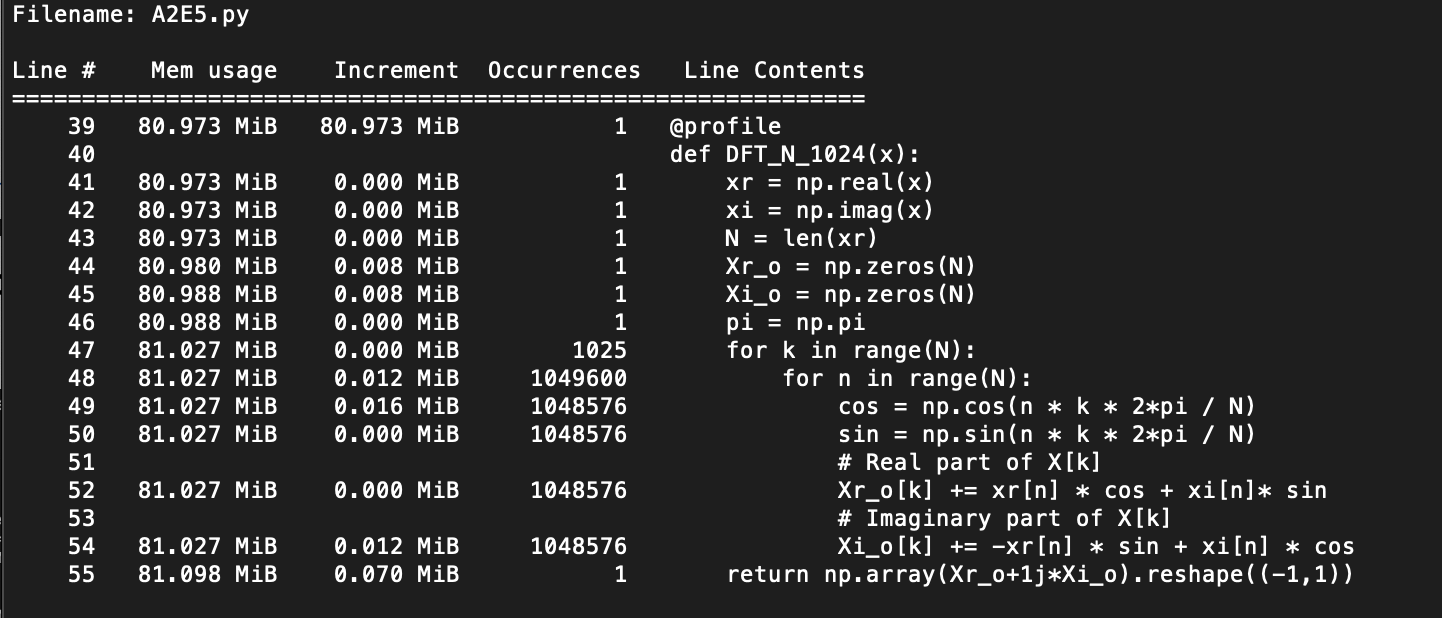 Filename: A2E5.py
Line #    Mem usage    Increment  Occurrences   Line Contents
=============================================================
    39   80.973 MiB   80.973 MiB           1   @profile
    40                                         def DFT_N_1024(x):
    41   80.973 MiB    0.000 MiB           1       xr = np.real(x)
    42   80.973 MiB    0.000 MiB           1       xi = np.imag(x)
    43   80.973 MiB    0.000 MiB           1       N = len(xr)
    44   80.980 MiB    0.008 MiB           1       Xr_o = np.zeros(N)
    45   80.988 MiB    0.008 MiB           1       Xi_o = np.zeros(N)
    46   80.988 MiB    0.000 MiB           1       pi = np.pi
    47   81.027 MiB    0.000 MiB        1025       for k in range(N):
    48   81.027 MiB    0.012 MiB     1049600           for n in range(N):
    49   81.027 MiB    0.016 MiB     1048576               cos = np.cos(n * k * 2*pi / N)
    50   81.027 MiB    0.000 MiB     1048576               sin = np.sin(n * k * 2*pi / N)
    51                                                     # Real part of X[k]
    52   81.027 MiB    0.000 MiB     1048576               Xr_o[k] += xr[n] * cos + xi[n]* sin
    53                                                     # Imaginary part of X[k]
    54   81.027 MiB    0.012 MiB     1048576               Xi_o[k] += -xr[n] * sin + xi[n] * cos
    55   81.098 MiB    0.070 MiB           1       return np.array(Xr_o+1j*Xi_o).reshape((-1,1))